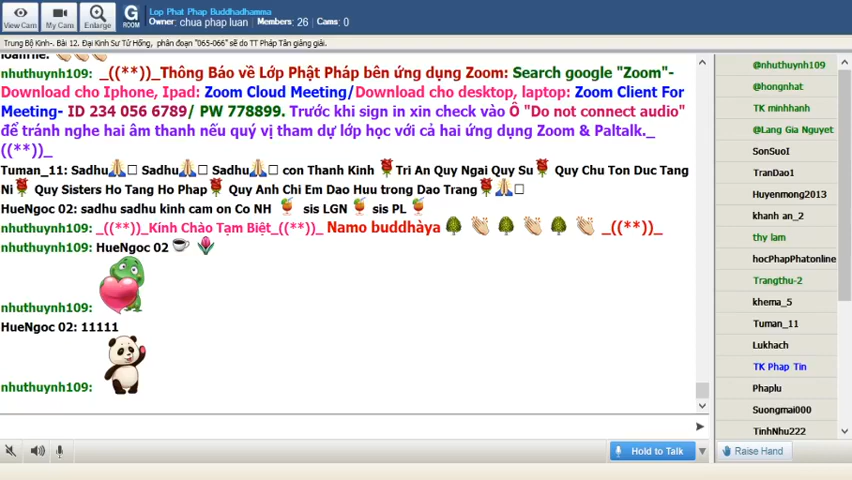 View Cam
My Cam
Enlarge
G
ROOM
Lop Phat Phap Buddhadhamma
Owner: chua phap luan Members: 26 Cams: 0
Trung Bộ Kinh-. Bài 12. Đại Kinh Sư Tử Hống, phân đoạn "065-066" sẽ do TT Pháp Tân giảng giải.
nhuthuynh109: _((**))_Thông Báo về Lớp Phật Pháp bên ứng dụng Zoom: Search google "Zoom"-
Download cho Iphone, Ipad: Zoom Cloud Meeting/Download cho desktop, laptop: Zoom Client For
Meeting- ID 234 056 6789/ PW 778899. Trước khi sign in xin check vào Ô "Do not connect audio"
để tránh nghe hai âm thanh nếu quý vị tham dự lớp học với cả hai ứng dụng Zoom & Paltalk._
((**))_
Tuman_11: Sadhu🙏 Sadhu🙏 Sadhu🙏 con Thanh Kinh 🌹 Tri An Quy Ngai Quy Su🌹 Quy Chu Ton Duc Tang
Ni🌹 Quy Sisters Ho Tang Ho Phap🌹 Quy Anh Chi Em Dao Huu trong Dao Trang🌹🙏
HueNgoc 02: sadhu sadhu kinh cam on Co NH 🍹 sis LGN 🍹 sis PL 🍹
nhuthuynh109: _((**))_Kính Chào Tạm Biệt_((**))_ Namo buddhàya 🌳 👏 🌳 👏 🌳 👏 _((**))_
nhuthuynh109: HueNgoc 02 ☕ 🌷
nhuthuynh109:
HueNgoc 02: 11111
nhuthuynh109:
@nhuthuynh109
@hongnhat
TK minhhanh
@Lang Gia Nguyet
SonSuoI
TranDao1
Huyenmong2013
khanh an_2
thy lam
hocPhapPhatonline
Trangthu-2
khema_5
Tuman_11
Lukhach
TK Phap Tin
Phaplu
Suongmai000
TinhNhu222
Hold to Talk
Raise Hand